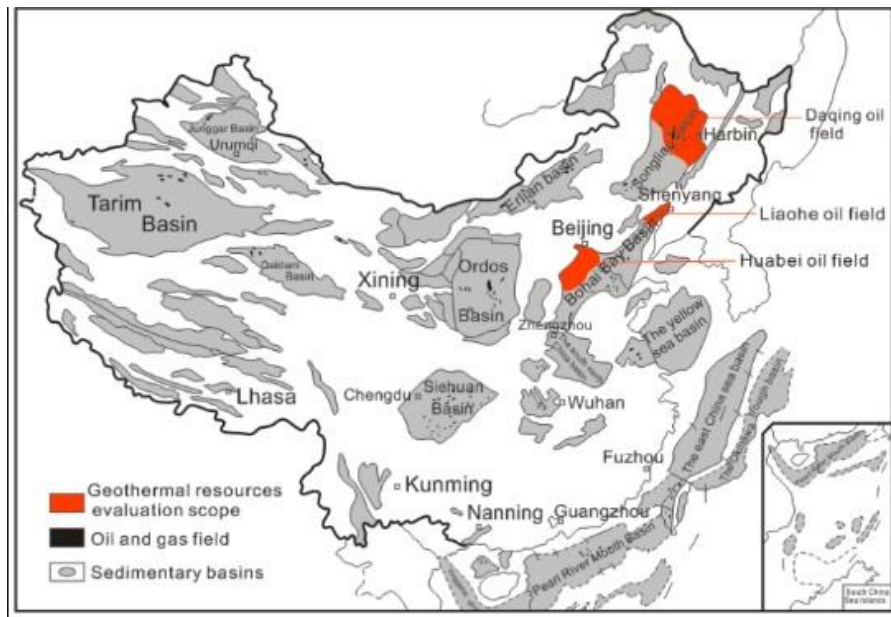 Junggar Basin
Urumqi
Tarim
Basin
Qaidam
Basin
Xining
Lhasa
Erlian basin
Ordos
Basin
Beijing
Songliao basin
Harbin
Daqing oil
field
Shenyang
Liaohe oil field
Huabei oil field
Bohai Bay Basin
Zhengzhou
The yellow
sea basin
Chengdu
Siehuan
Basin
Wuhan
The east China sea basin
Fuzhou
Kunming
Nanning
Guangzhou
Pearl River Mouth Basin
Geothermal resources
evaluation scope
Oil and gas field
Sedimentary basins
South China
Sea Islands